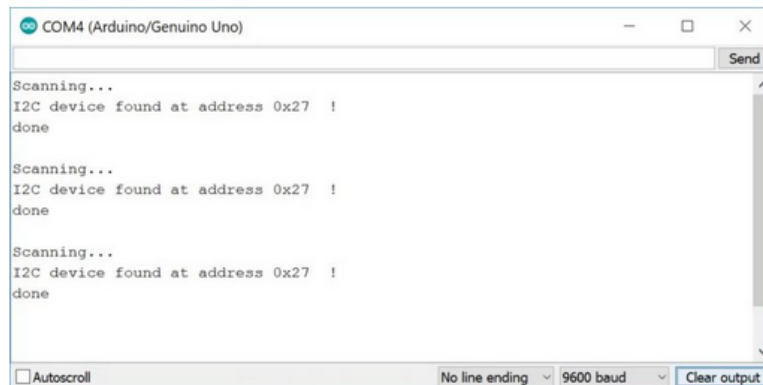 COM4 (Arduino/Genuino Uno)
Send
Scanning...
I2C device found at address 0x27  !
done
Scanning...
I2C device found at address 0x27  !
done
Scanning...
I2C device found at address 0x27  !
done
Autoscroll
No line ending
9600 baud
Clear output